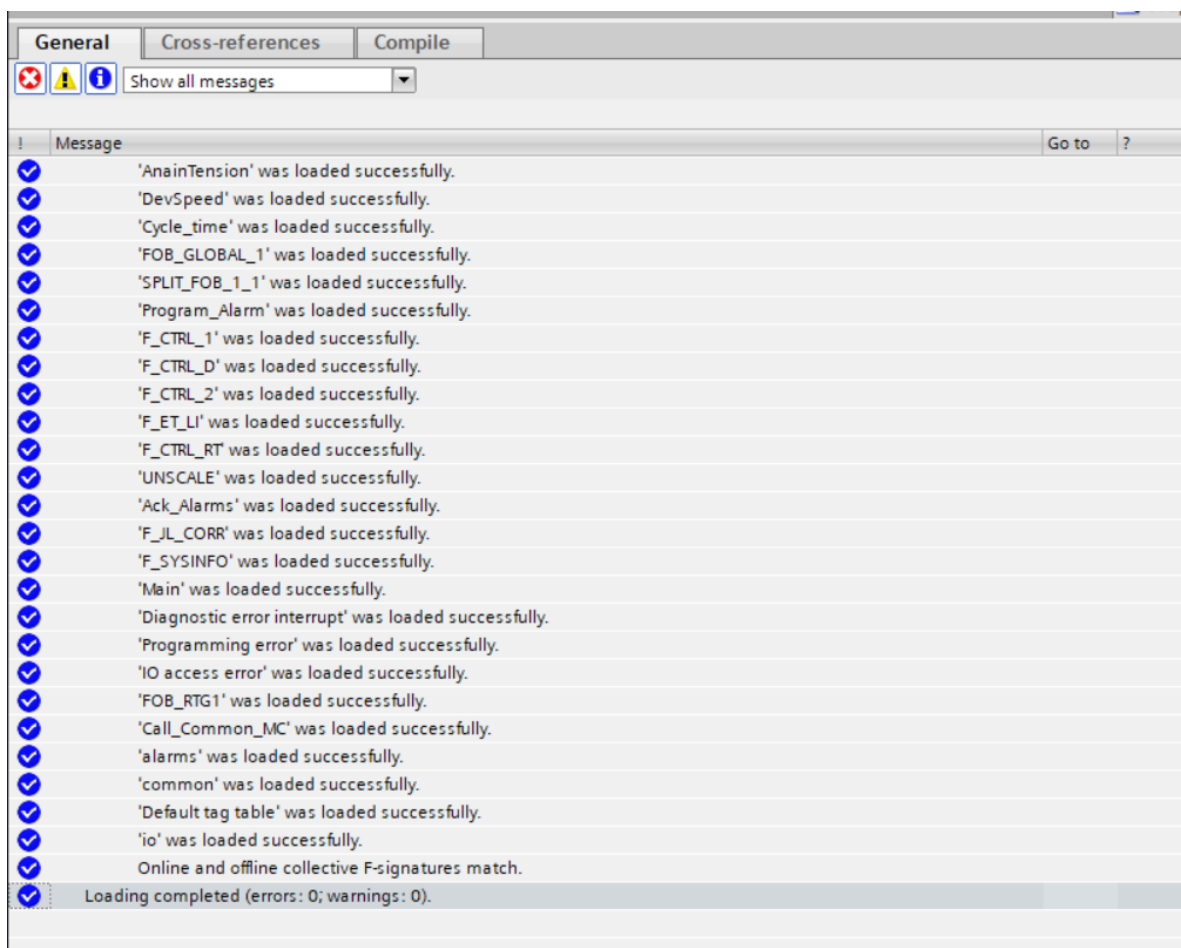 General Cross-references Compile
Show all messages
! Message Go to ?
'AnainTension' was loaded successfully.
'DevSpeed' was loaded successfully.
'Cycle_time' was loaded successfully.
'FOB_GLOBAL_1' was loaded successfully.
'SPLIT_FOB_1_1' was loaded successfully.
'Program_Alarm' was loaded successfully.
'F_CTRL_1' was loaded successfully.
'F_CTRL_D' was loaded successfully.
'F_CTRL_2' was loaded successfully.
'F_ET_LI' was loaded successfully.
'F_CTRL_RT' was loaded successfully.
'UNSCALE' was loaded successfully.
'Ack_Alarms' was loaded successfully.
'F_JL_CORR' was loaded successfully.
'F_SYSINFO' was loaded successfully.
'Main' was loaded successfully.
'Diagnostic error interrupt' was loaded successfully.
'Programming error' was loaded successfully.
'IO access error' was loaded successfully.
'FOB_RTG1' was loaded successfully.
'Call_Common_MC' was loaded successfully.
'alarms' was loaded successfully.
'common' was loaded successfully.
'Default tag table' was loaded successfully.
'io' was loaded successfully.
Online and offline collective F-signatures match.
Loading completed (errors: 0; warnings: 0).